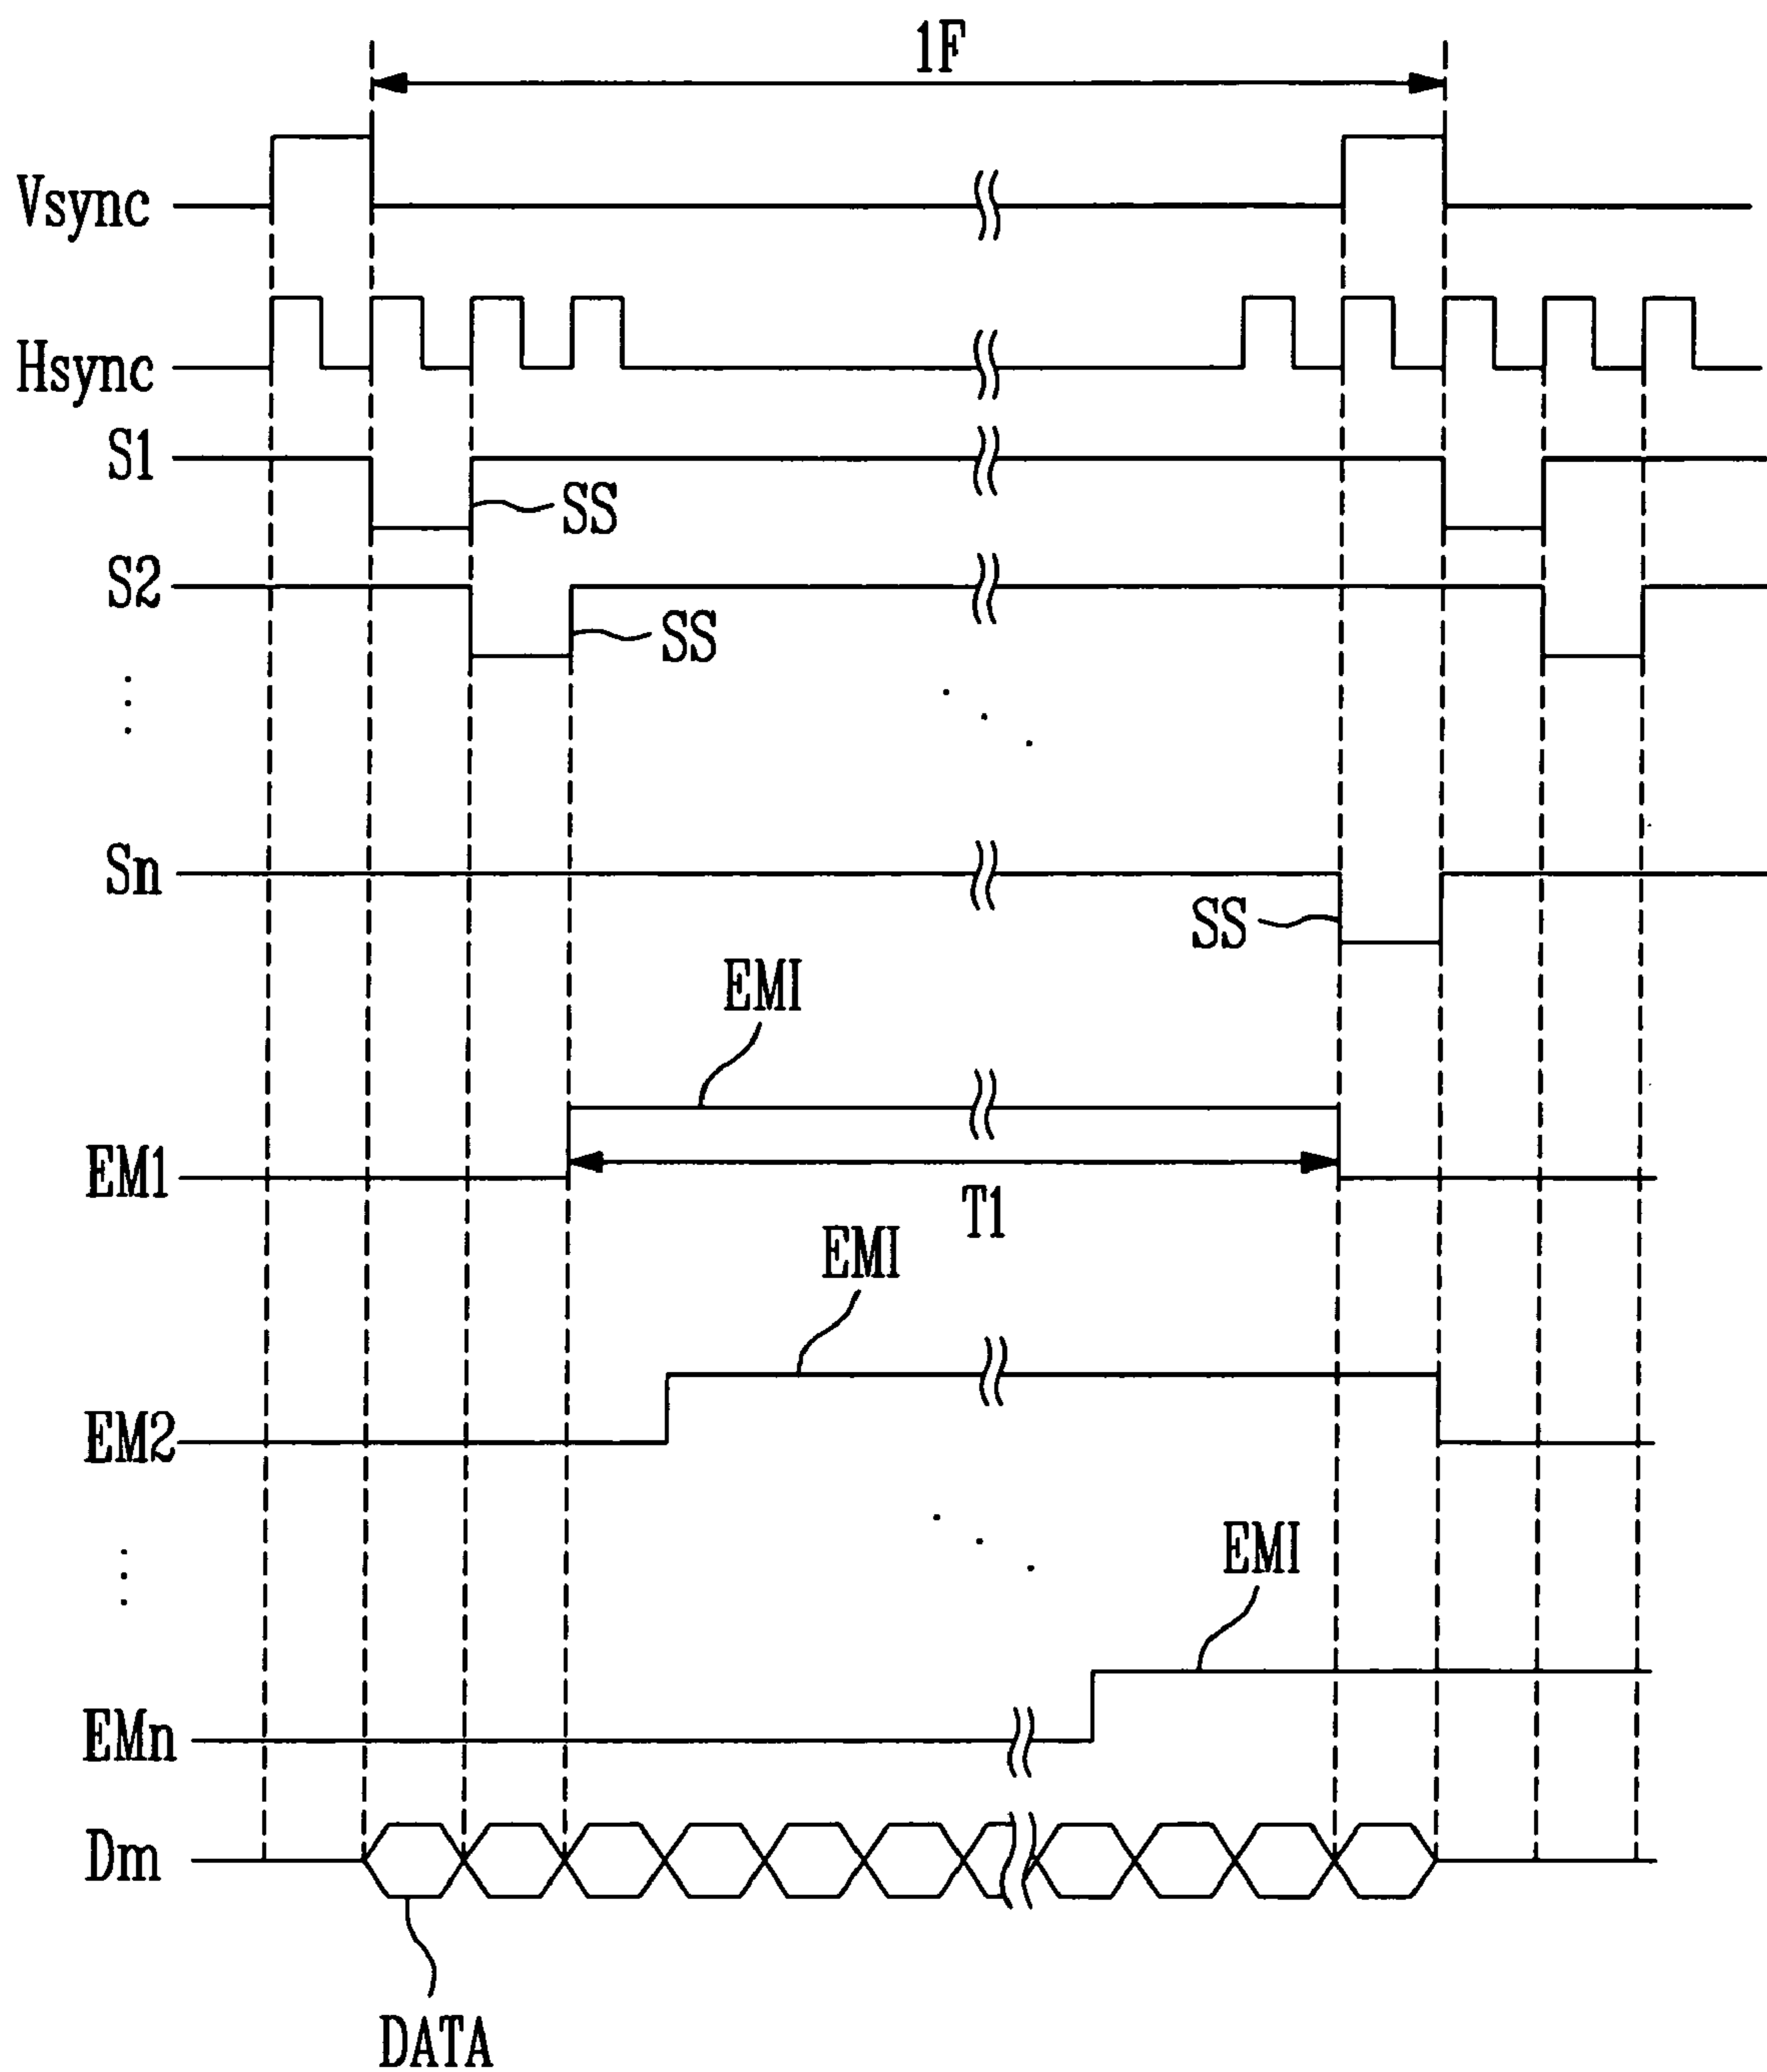 1F
Vsync
Hsync
S1
SS
S2
SS
Sn
SS
EMI
EM1
T1
EMI
EM2
EMI
EMn
Dm
DATA